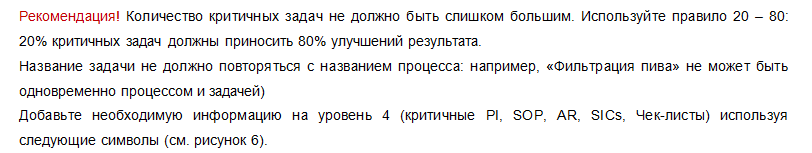 Рекомендация! Количество критичных задач не должно быть слишком большим. Используйте правило 20 – 80:
20% критичных задач должны приносить 80% улучшений результата.
Название задачи не должно повторяться с названием процесса: например, «Фильтрация пива» не может быть
одновременно процессом и задачей)
Добавьте необходимую информацию на уровень 4 (критичные PI, SOP, AR, SICs, Чек-листы) используя
следующие символы (см. рисунок 6).